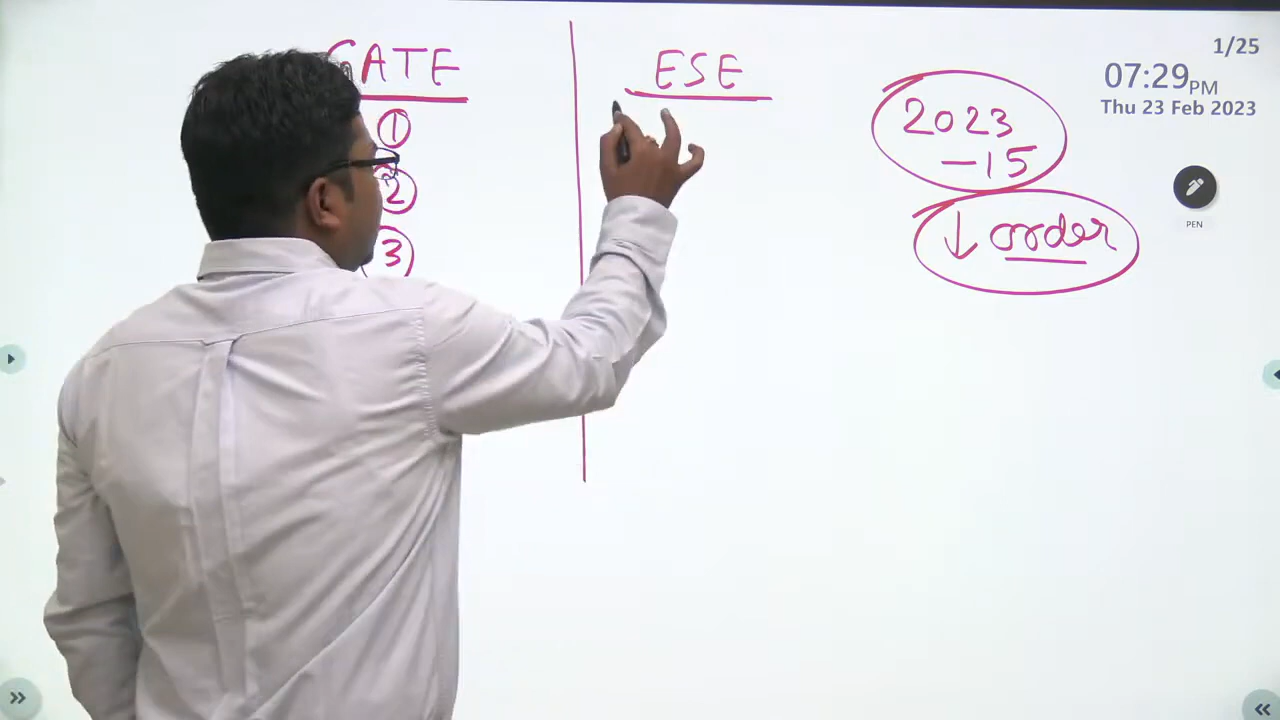 GATE
1
2
3
ESE
2023
-15
↓ order
1/25
07:29PM
Thu 23 Feb 2023
PEN